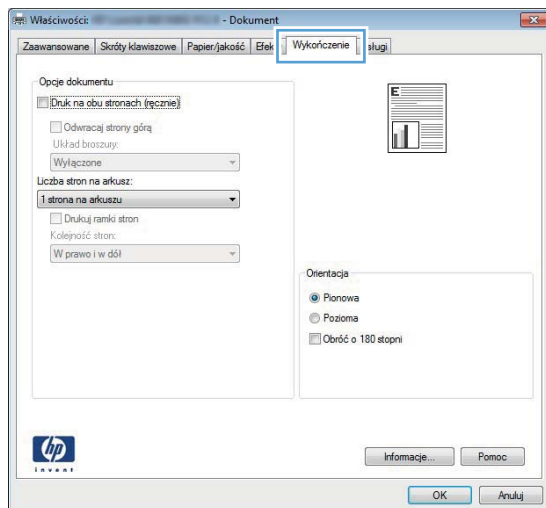 Właściwości: - Dokument
Zaawansowane Skróty klawiszowe Papier/jakość Efek Wykończenie sługi
Opcje dokumentu
Druk na obu stronach (ręcznie)
Odwracaj strony górą
Układ broszury:
Wyłączone
Liczba stron na arkusz:
1 strona na arkuszu
Drukuj ramki stron
Kolejność stron:
W prawo i w dół
E
Orientacja
Pionowa
Pozioma
Obróć o 180 stopni
hp
invent
Informacje... Pomoc
OK Anuluj